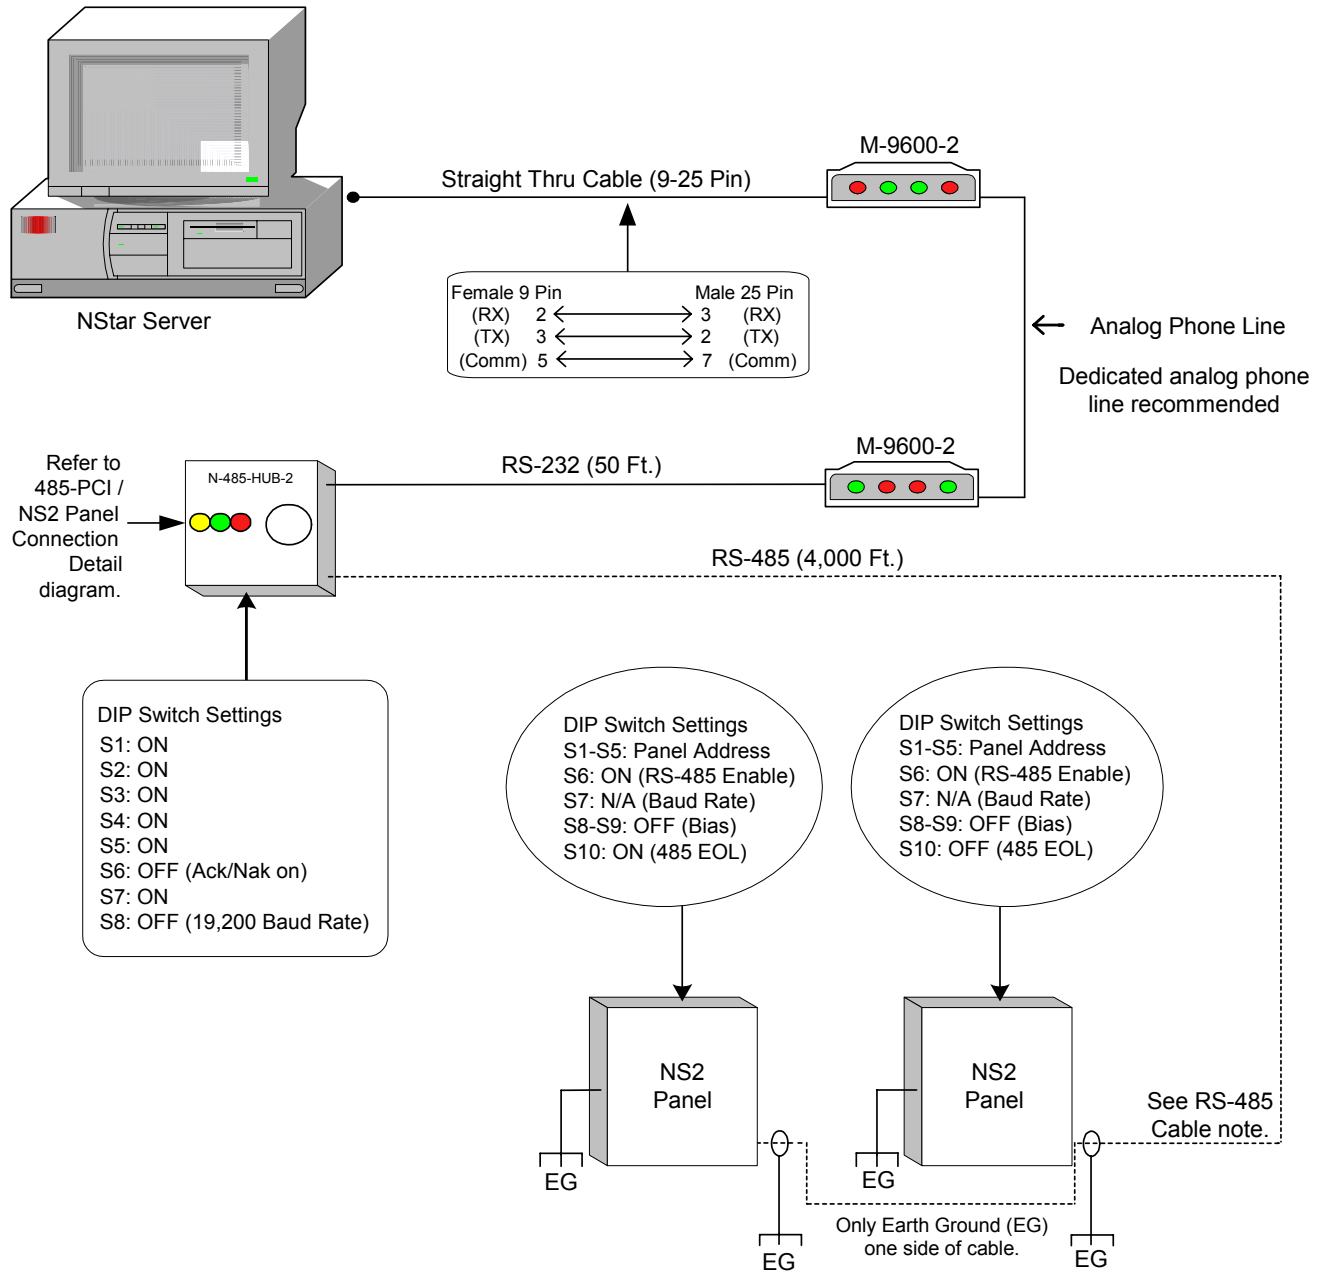 M-9600-2
Straight Thru Cable (9-25 Pin)
NStar Server
Female 9 Pin Male 25 Pin
(RX) 2 3 (RX)
(TX) 3 2 (TX)
(Comm) 5 7 (Comm)
Analog Phone Line
Dedicated analog phone
line recommended
M-9600-2
RS-232 (50 Ft.)
Refer to
485-PCI /
NS2 Panel
Connection
Detail
diagram.
N-485-HUB-2
RS-485 (4,000 Ft.)
DIP Switch Settings
S1: ON
S2: ON
S3: ON
S4: ON
S5: ON
S6: OFF (Ack/Nak on)
S7: ON
S8: OFF (19,200 Baud Rate)
DIP Switch Settings
S1-S5: Panel Address
S6: ON (RS-485 Enable)
S7: N/A (Baud Rate)
S8-S9: OFF (Bias)
S10: ON (485 EOL)
DIP Switch Settings
S1-S5: Panel Address
S6: ON (RS-485 Enable)
S7: N/A (Baud Rate)
S8-S9: OFF (Bias)
S10: OFF (485 EOL)
NS2
Panel
NS2
Panel
See RS-485
Cable note.
EG
EG
Only Earth Ground (EG)
one side of cable.
EG
EG